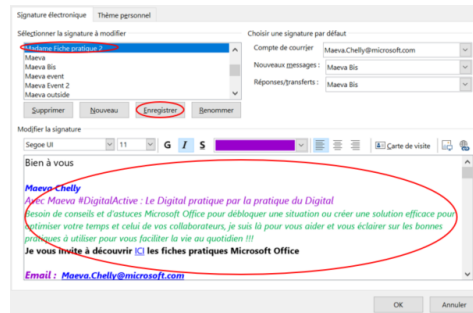 Signature électronique Thème personnel
Sélectionner la signature à modifier
Choisir une signature par défaut
Madame Fiche pratique 2
Maeva
Maeva Bis
Maeva event
Maeva Event 2
Maeva outside
Compte de courrier Maeva.Chelly@microsoft.com
Nouveaux messages : Maeva Bis
Réponses/transferts : Maeva Bis
Supprimer Nouveau Enregistrer Renommer
Modifier la signature
Segoe UI 11 G I S Carte de visite
Bien à vous
Maeva Chelly
Avec Maeva #DigitalActive : Le Digital pratique par la pratique du Digital
Besoin de conseils et d'astuces Microsoft Office pour débloquer une situation ou créer une solution efficace pour
optimiser votre temps et celui de vos collaborateurs, je suis là pour vous aider et vous éclairer sur les bonnes
pratiques à utiliser pour vous faciliter la vie au quotidien !!!
Je vous invite à découvrir ICI les fiches pratiques Microsoft Office
Email : Maeva.Chelly@microsoft.com
OK Annuler